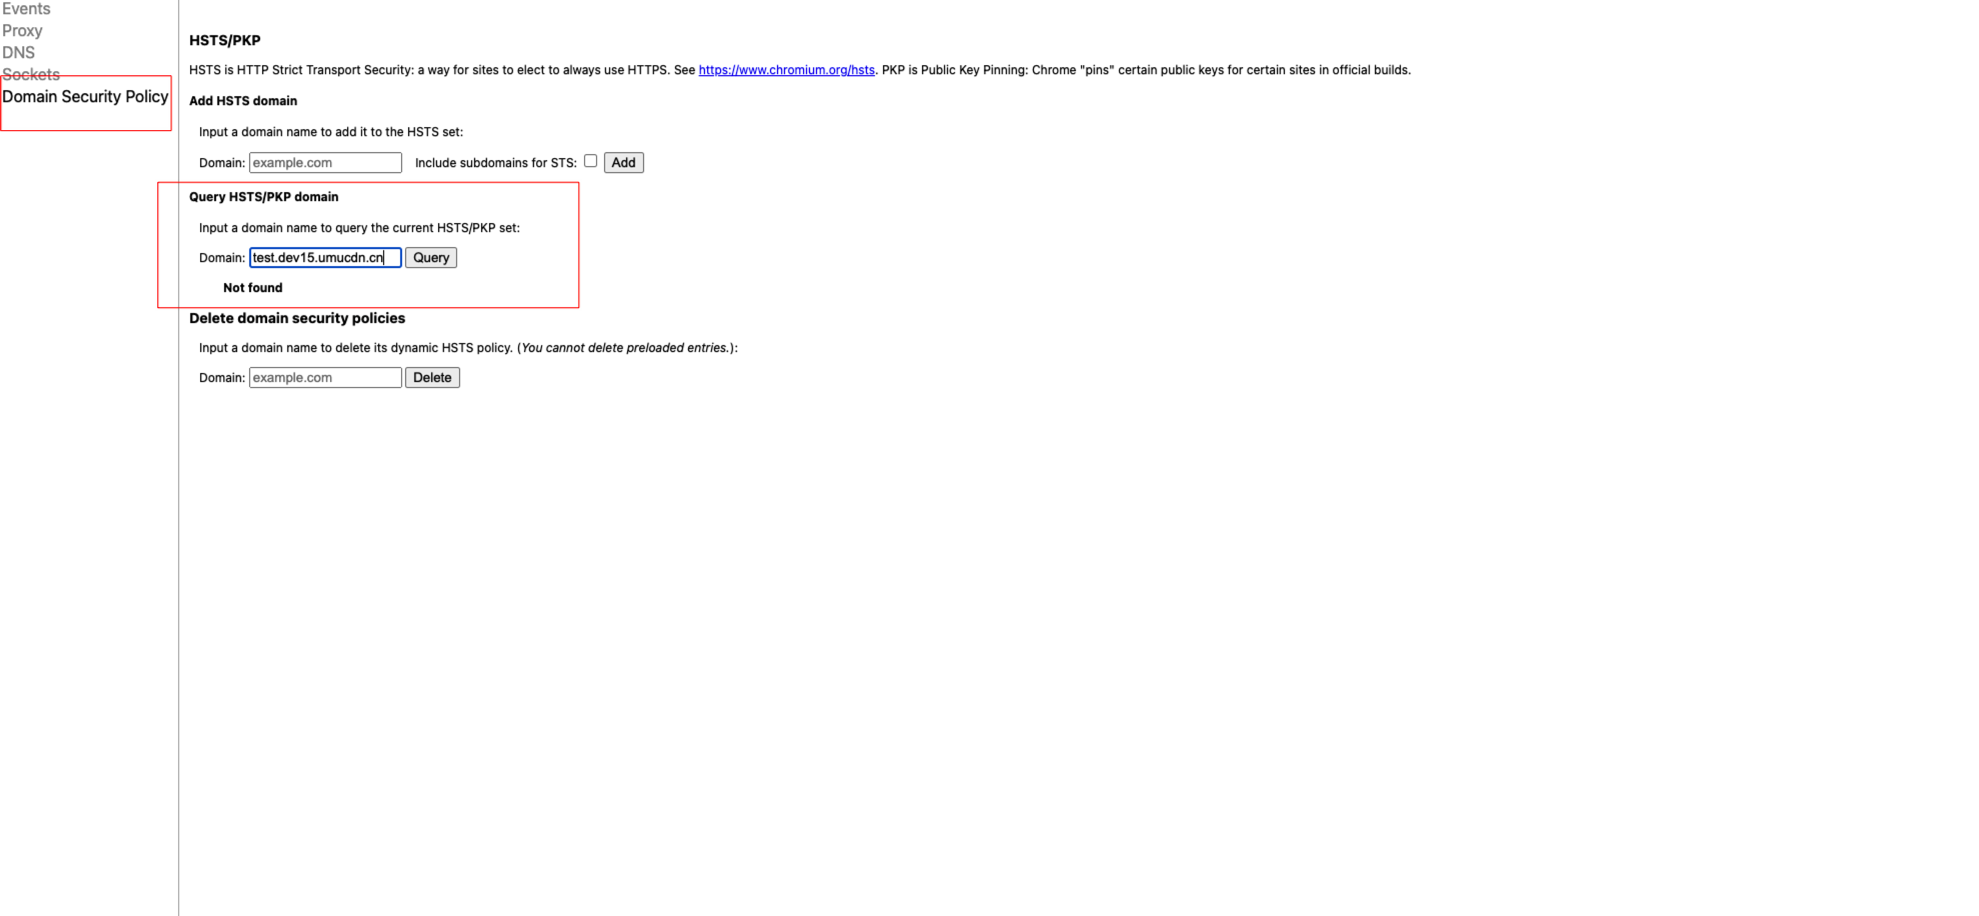 Events
Proxy
DNS
Sockets
Domain Security Policy
HSTS/PKP
HSTS is HTTP Strict Transport Security: a way for sites to elect to always use HTTPS. See https://www.chromium.org/hsts. PKP is Public Key Pinning: Chrome "pins" certain public keys for certain sites in official builds.
Add HSTS domain
Input a domain name to add it to the HSTS set:
Domain: example.com Include subdomains for STS: Add
Query HSTS/PKP domain
Input a domain name to query the current HSTS/PKP set:
Domain: test.dev15.umucdn.cn Query
Not found
Delete domain security policies
Input a domain name to delete its dynamic HSTS policy. (You cannot delete preloaded entries.):
Domain: example.com Delete